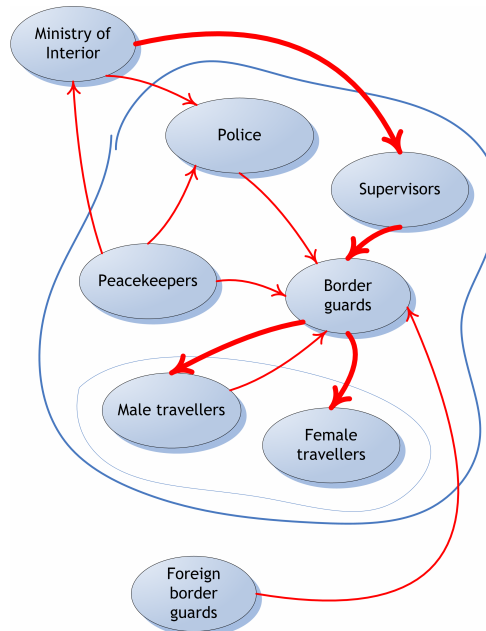 Ministry of
Interior
Police
Supervisors
Peacekeepers
Border
guards
Male travellers
Female
travellers
Foreign
border
guards